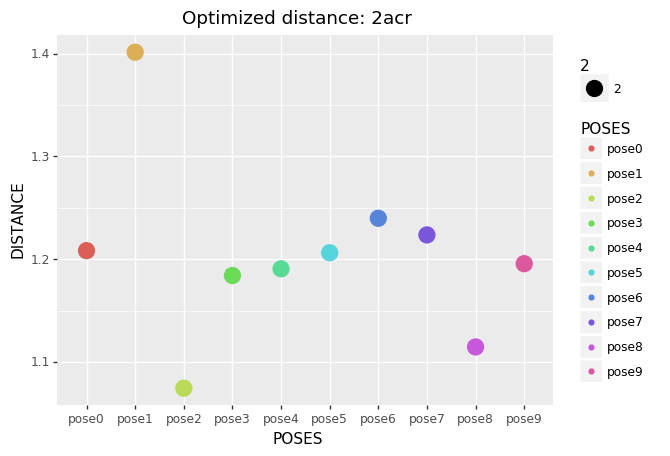 Optimized distance: 2acr
DISTANCE
1.4
1.3
1.2
1.1
pose0 pose1 pose2 pose3 pose4 pose5 pose6 pose7 pose8 pose9
POSES
2
2
POSES
pose0
pose1
pose2
pose3
pose4
pose5
pose6
pose7
pose8
pose9